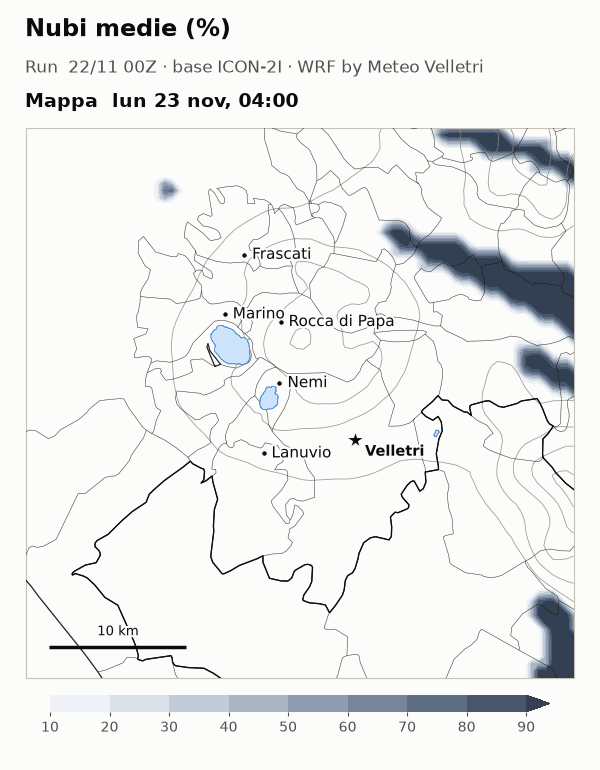 Nubi medie (%)
Run  22/11 00Z · base ICON-2I · WRF by Meteo Velletri
Mappa  lun 23 nov, 04:00
Frascati
Marino
Rocca di Papa
Nemi
Velletri
Lanuvio
10 km
10 20 30 40 50 60 70 80 90